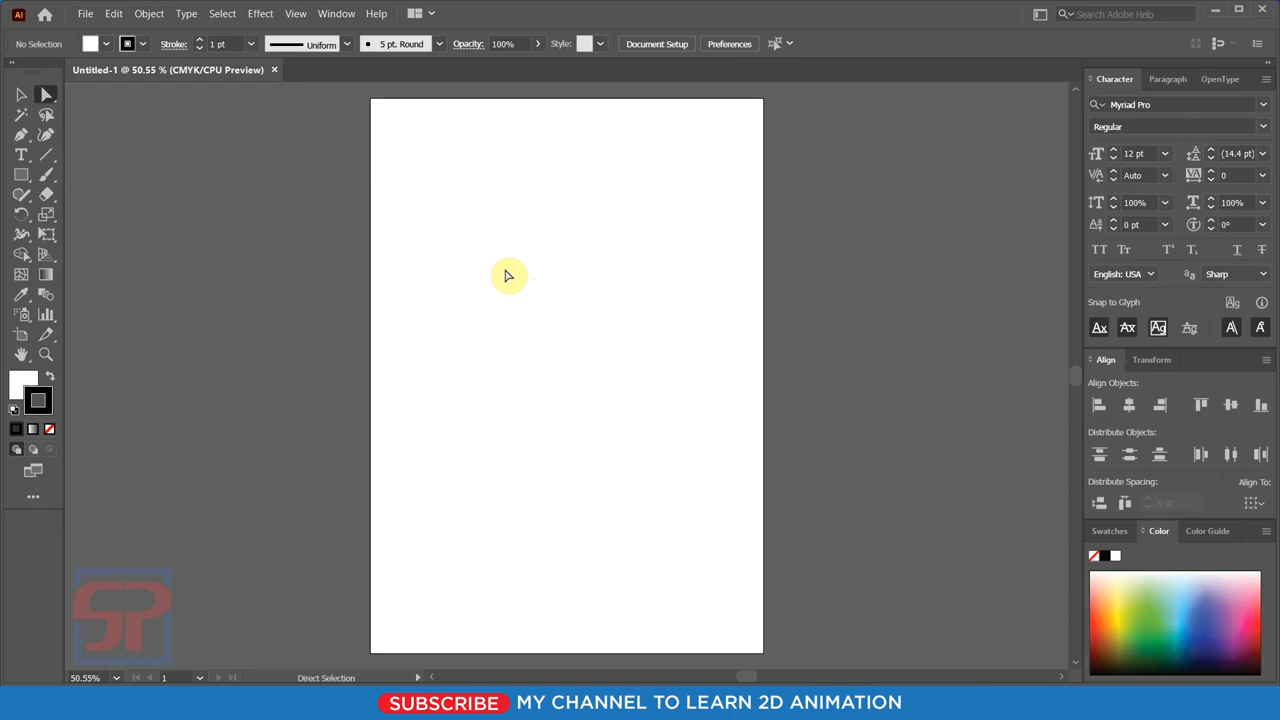 Ai File Edit Object Type Select Effect View Window Help Search Adobe Help
No Selection Stroke: 1 pt Uniform 5 pt. Round Opacity: 100% Style: Document Setup Preferences
Untitled-1 @ 50.55 % (CMYK/CPU Preview)
Character Paragraph OpenType
Myriad Pro
Regular
12 pt (14.4 pt)
Auto 0
100% 100%
0 pt 0°
English: USA Sharp
Snap to Glyph
Align Transform
Align Objects:
Distribute Objects:
Distribute Spacing: Align To:
0 pt
Swatches Color Color Guide
SP
50.55% 1 Direct Selection
SUBSCRIBE MY CHANNEL TO LEARN 2D ANIMATION